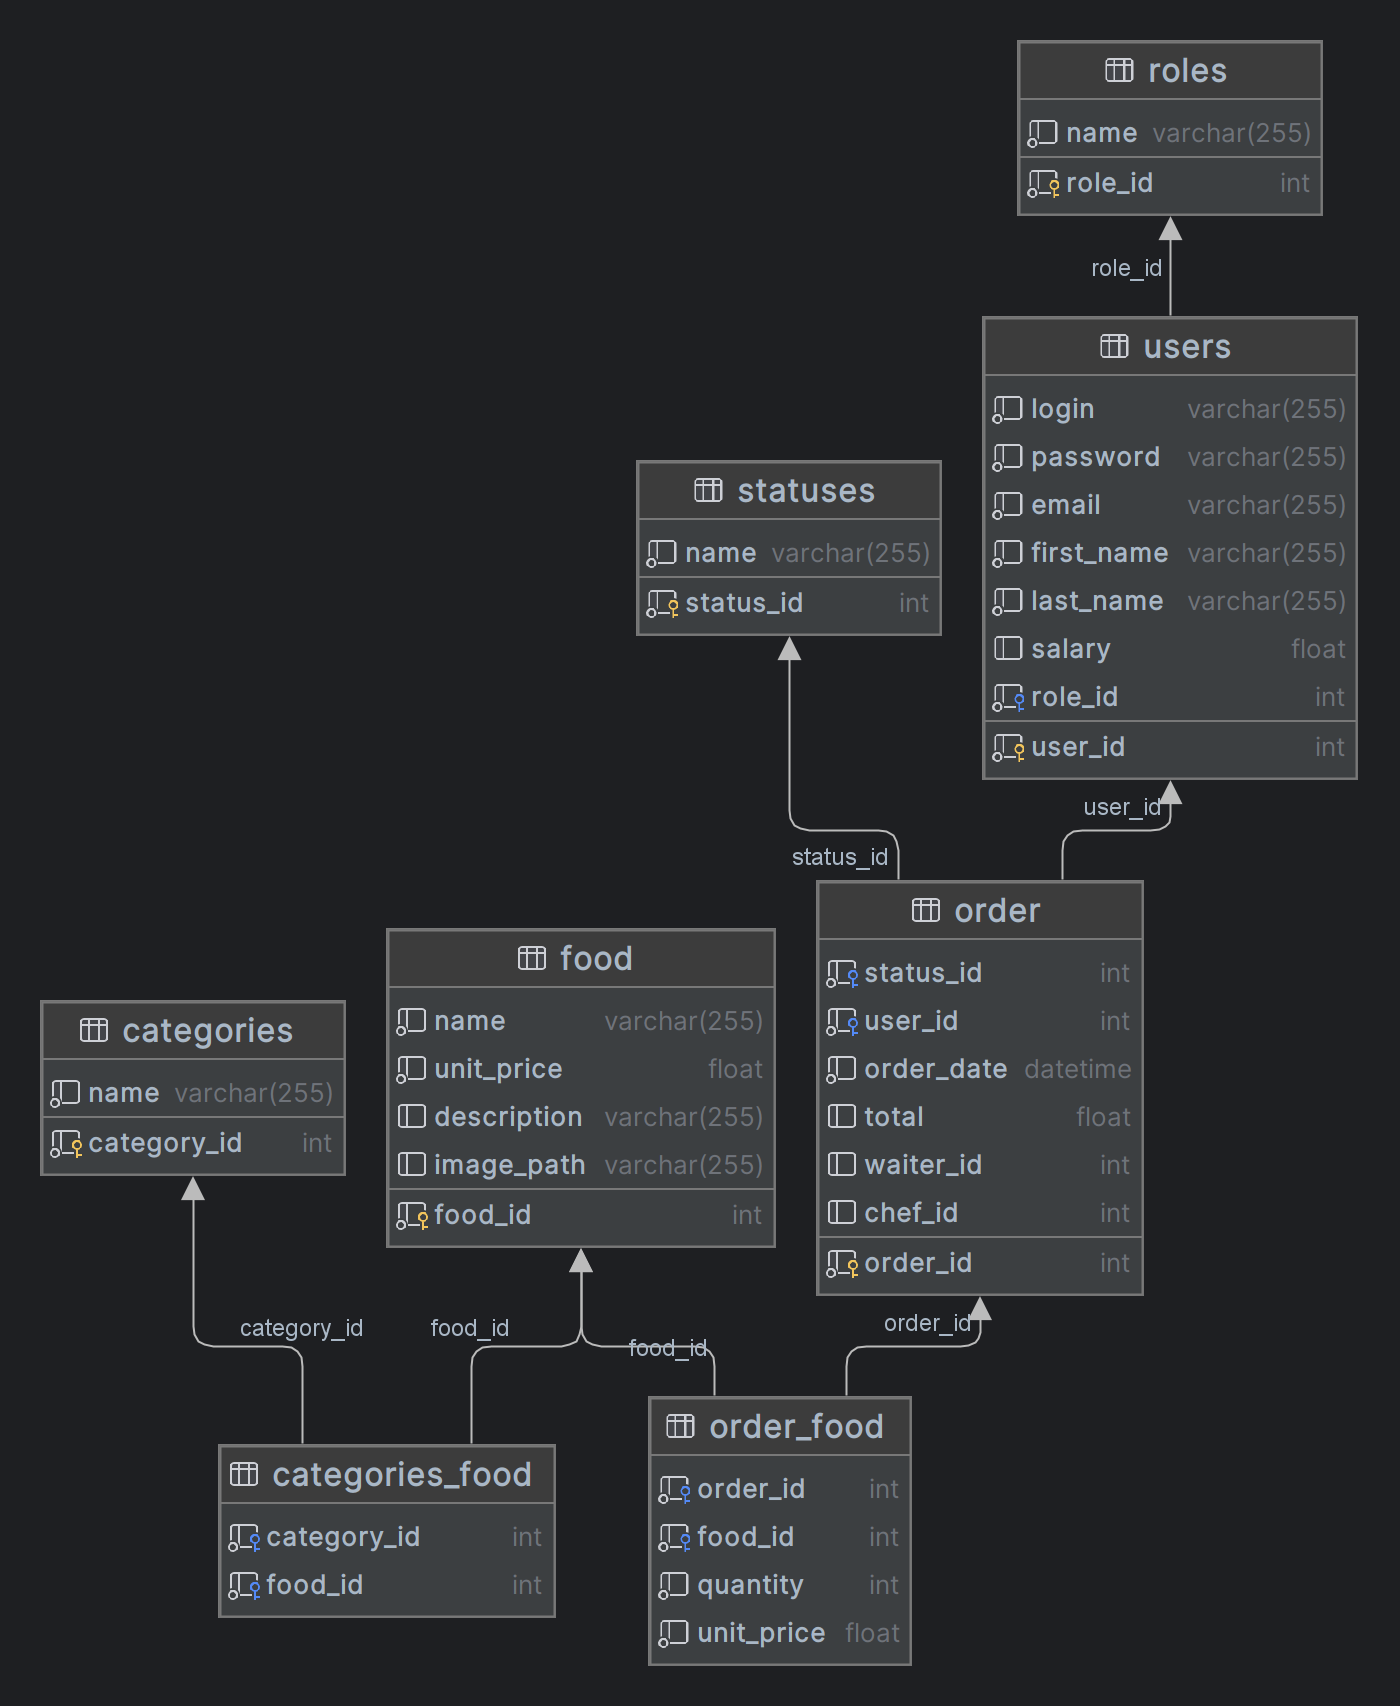 roles
name varchar(255)
role_id int
role_id
users
login varchar(255)
password varchar(255)
email varchar(255)
first_name varchar(255)
last_name varchar(255)
salary float
role_id int
user_id int
statuses
name varchar(255)
status_id int
user_id
status_id
order
status_id int
user_id int
order_date datetime
total float
waiter_id int
chef_id int
order_id int
food
name varchar(255)
unit_price float
description varchar(255)
image_path varchar(255)
food_id int
categories
name varchar(255)
category_id int
category_id
food_id
food_id
order_id
order_food
order_id int
food_id int
quantity int
unit_price float
categories_food
category_id int
food_id int